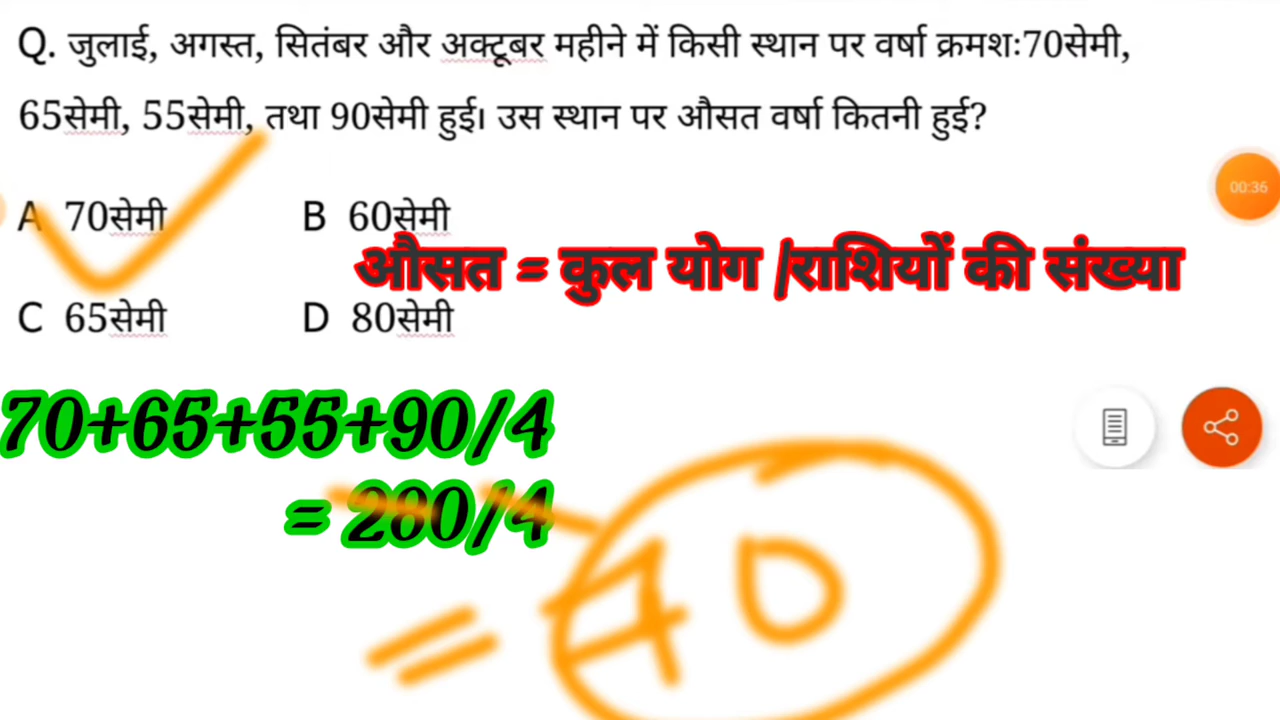 Q. जुलाई, अगस्त, सितंबर और अक्टूबर महीने में किसी स्थान पर वर्षा क्रमशः70सेमी,
65सेमी, 55सेमी, तथा 90सेमी हुई। उस स्थान पर औसत वर्षा कितनी हुई?
00:36
A 70सेमी B 60सेमी
औसत = कुल योग /राशियों की संख्या
C 65सेमी D 80सेमी
70+65+55+90/4
= 280/4
= 70